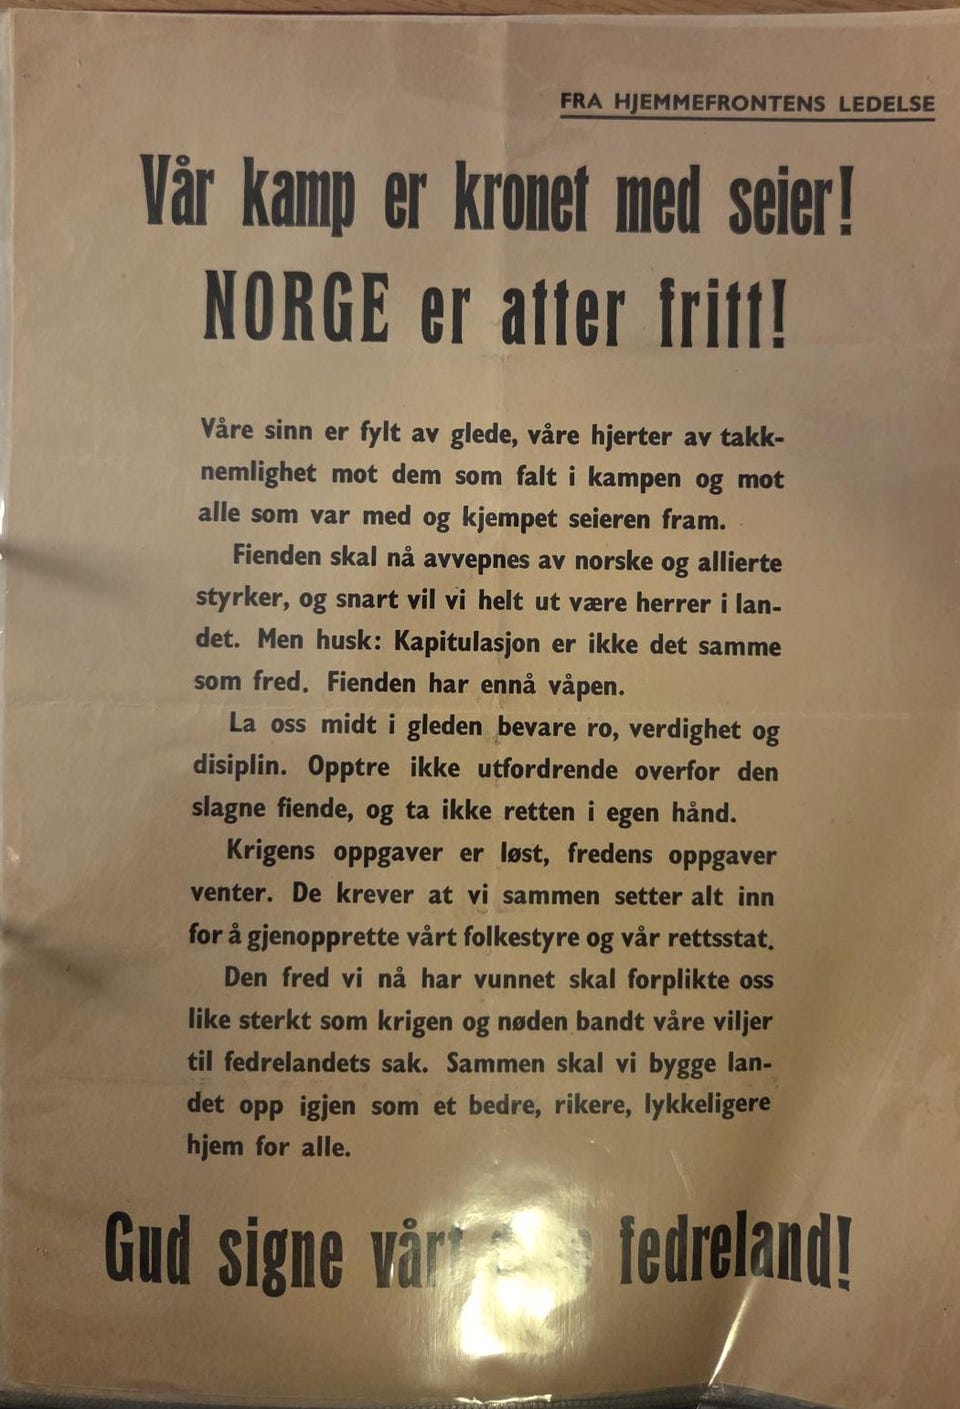 FRA HJEMMEFRONTENS LEDELSE
Vår kamp er kronet med seier!
NORGE er atter fritt!
Våre sinn er fylt av glede, våre hjerter av takk-
nemlighet mot dem som falt i kampen og mot
alle som var med og kjempet seieren fram.
Fienden skal nå avvepnes av norske og allierte
styrker, og snart vil vi helt ut være herrer i lan-
det. Men husk: Kapitulasjon er ikke det samme
som fred. Fienden har ennå våpen.
La oss midt i gleden bevare ro, verdighet og
disiplin. Opptre ikke utfordrende overfor den
slagne fiende, og ta ikke retten i egen hånd.
Krigens oppgaver er løst, fredens oppgaver
venter. De krever at vi sammen setter alt inn
for å gjenopprette vårt folkestyre og vår rettsstat.
Den fred vi nå har vunnet skal forplikte oss
like sterkt som krigen og nøden bandt våre viljer
til fedrelandets sak. Sammen skal vi bygge lan-
det opp igjen som et bedre, rikere, lykkeligere
hjem for alle.
Gud signe vårt fedreland!